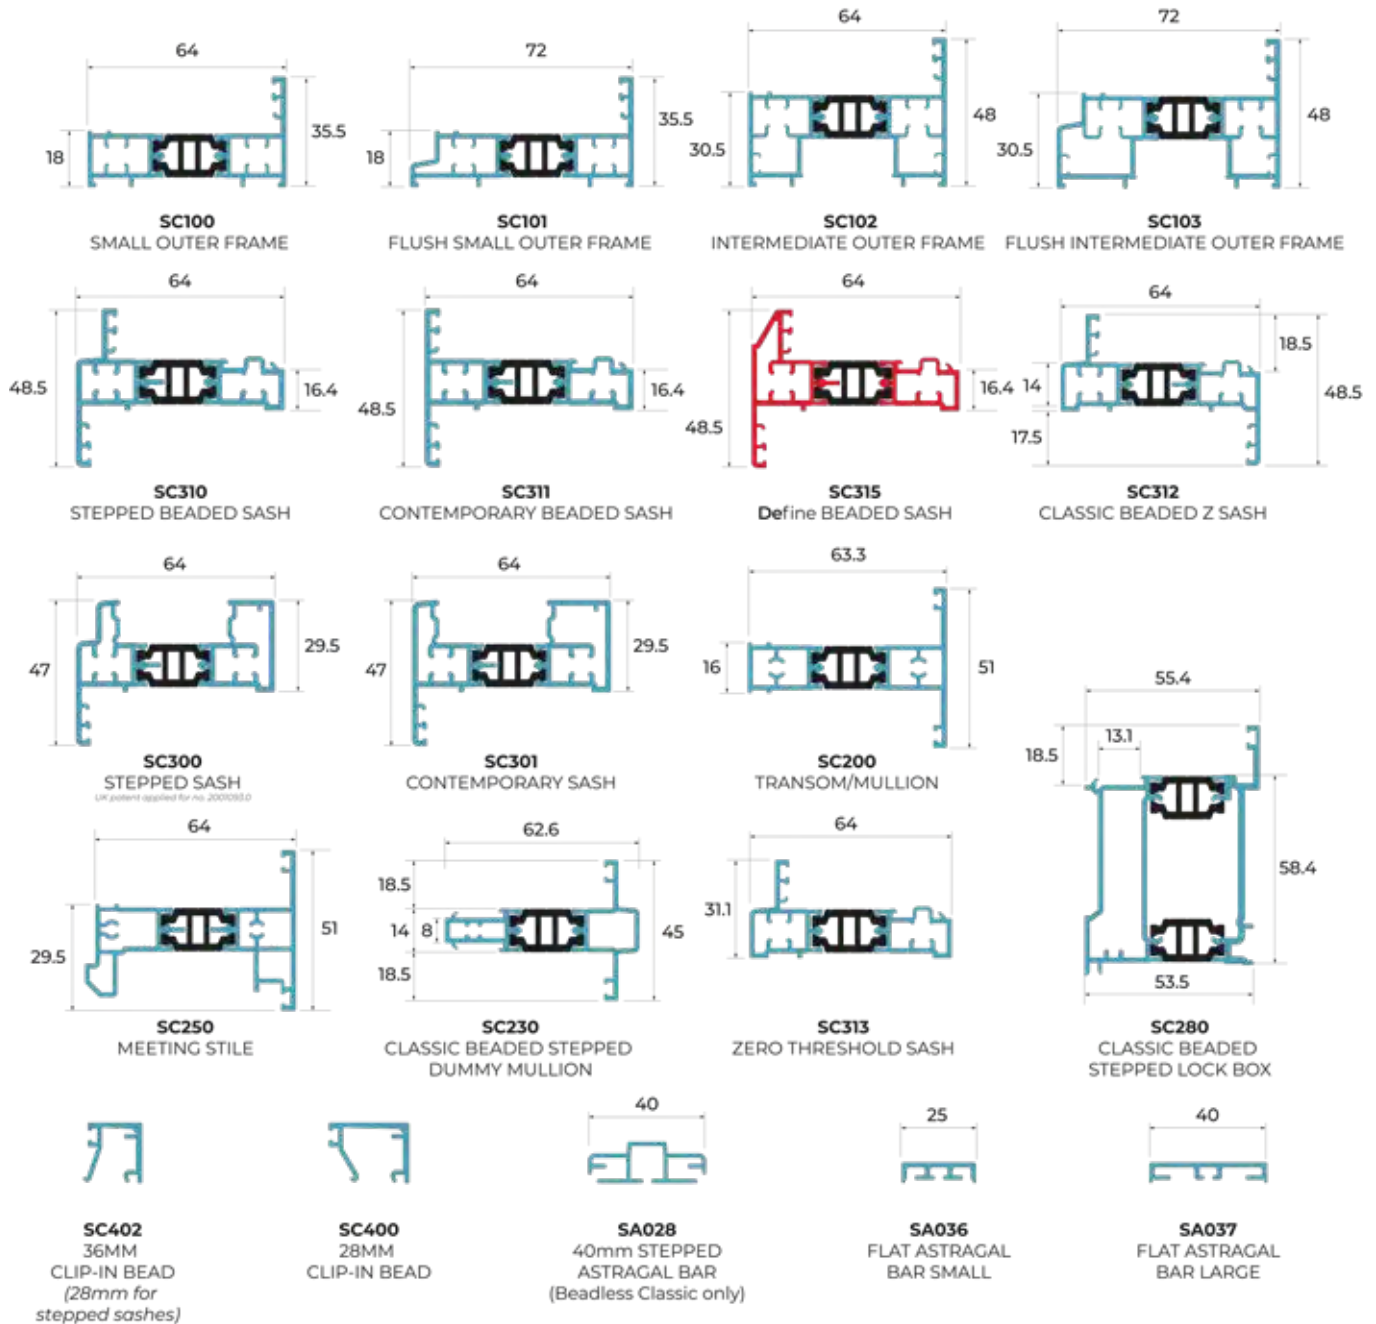 64
72
64
72
18
35.5
18
35.5
30.5
48
30.5
48
SC100
SMALL OUTER FRAME
SC101
FLUSH SMALL OUTER FRAME
SC102
INTERMEDIATE OUTER FRAME
SC103
FLUSH INTERMEDIATE OUTER FRAME
64
64
64
64
48.5
16.4
48.5
16.4
48.5
16.4
14
17.5
18.5
48.5
SC310
STEPPED BEADED SASH
SC311
CONTEMPORARY BEADED SASH
SC315
Define BEADED SASH
SC312
CLASSIC BEADED Z SASH
64
64
63.3
47
29.5
47
29.5
16
51
SC300
STEPPED SASH
UK patent applied for no. 2001093.0
SC301
CONTEMPORARY SASH
SC200
TRANSOM/MULLION
55.4
18.5
13.1
58.4
53.5
SC280
CLASSIC BEADED
STEPPED LOCK BOX
64
29.5
51
SC250
MEETING STILE
62.6
18.5
14
8
18.5
45
SC230
CLASSIC BEADED STEPPED
DUMMY MULLION
64
31.1
SC313
ZERO THRESHOLD SASH
SC402
36MM
CLIP-IN BEAD
(28mm for
stepped sashes)
SC400
28MM
CLIP-IN BEAD
40
SA028
40mm STEPPED
ASTRAGAL BAR
(Beadless Classic only)
25
SA036
FLAT ASTRAGAL
BAR SMALL
40
SA037
FLAT ASTRAGAL
BAR LARGE